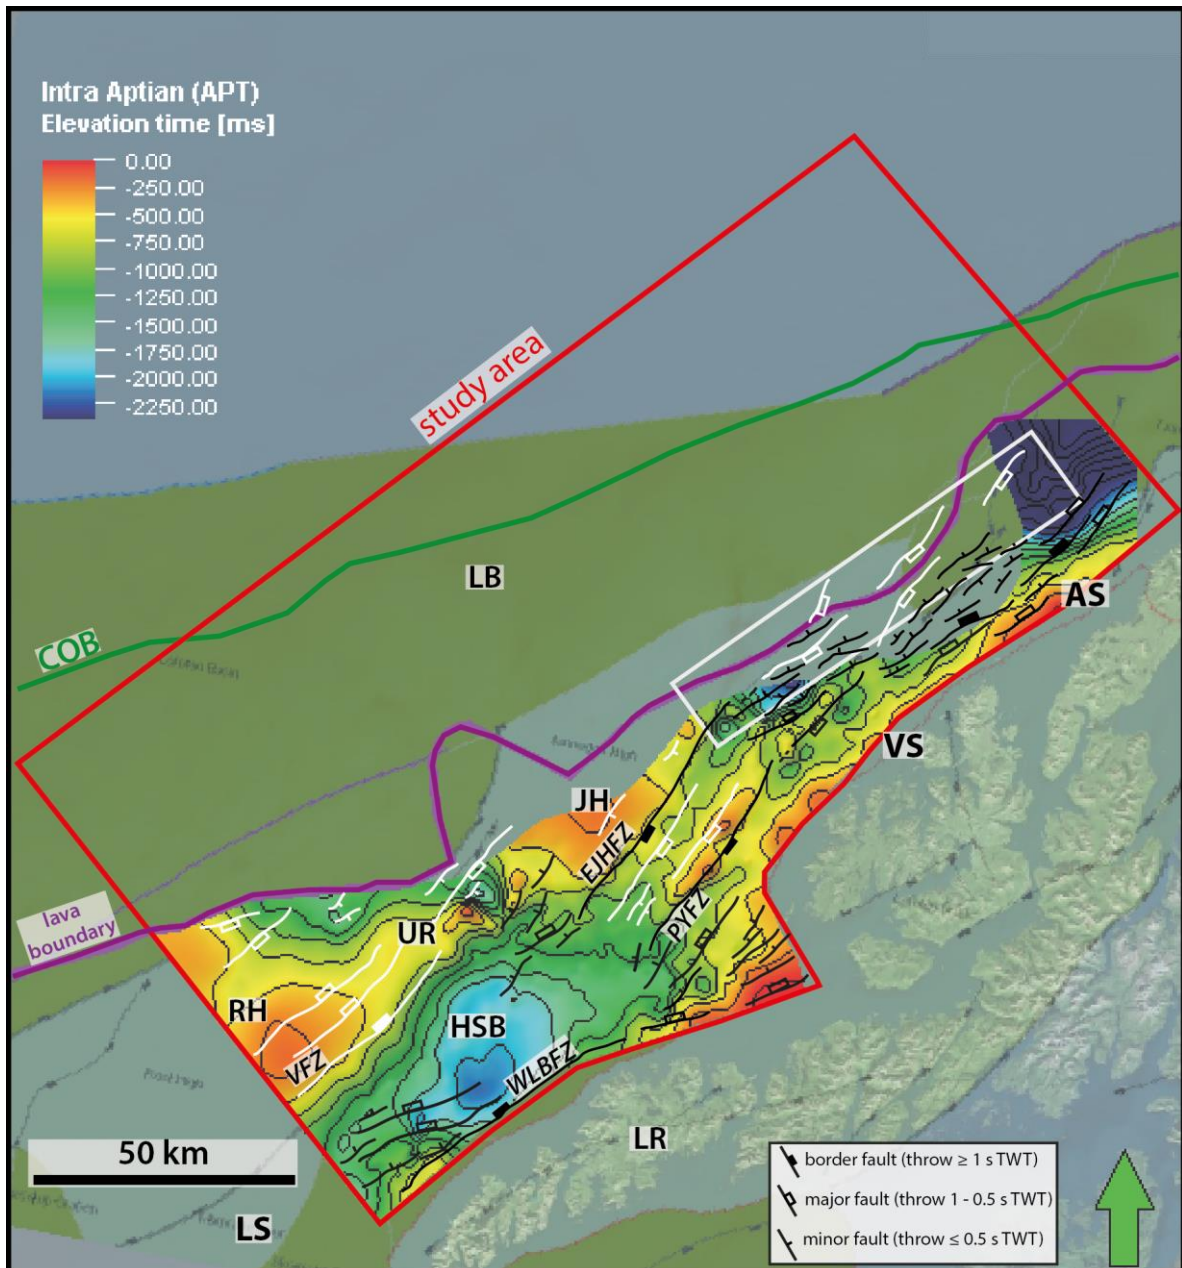 Intra Aptian (APT)
Elevation time [ms]
0.00
-250.00
-500.00
-750.00
-1000.00
-1250.00
-1500.00
-1750.00
-2000.00
-2250.00
study area
COB
LB
AS
VS
JH
EJHFZ
lava
boundary
UR
PYFZ
RH
HSB
VFZ
WLBFZ
50 km
LR
LS
border fault (throw ≥ 1 s TWT)
major fault (throw 1 - 0.5 s TWT)
minor fault (throw ≤ 0.5 s TWT)